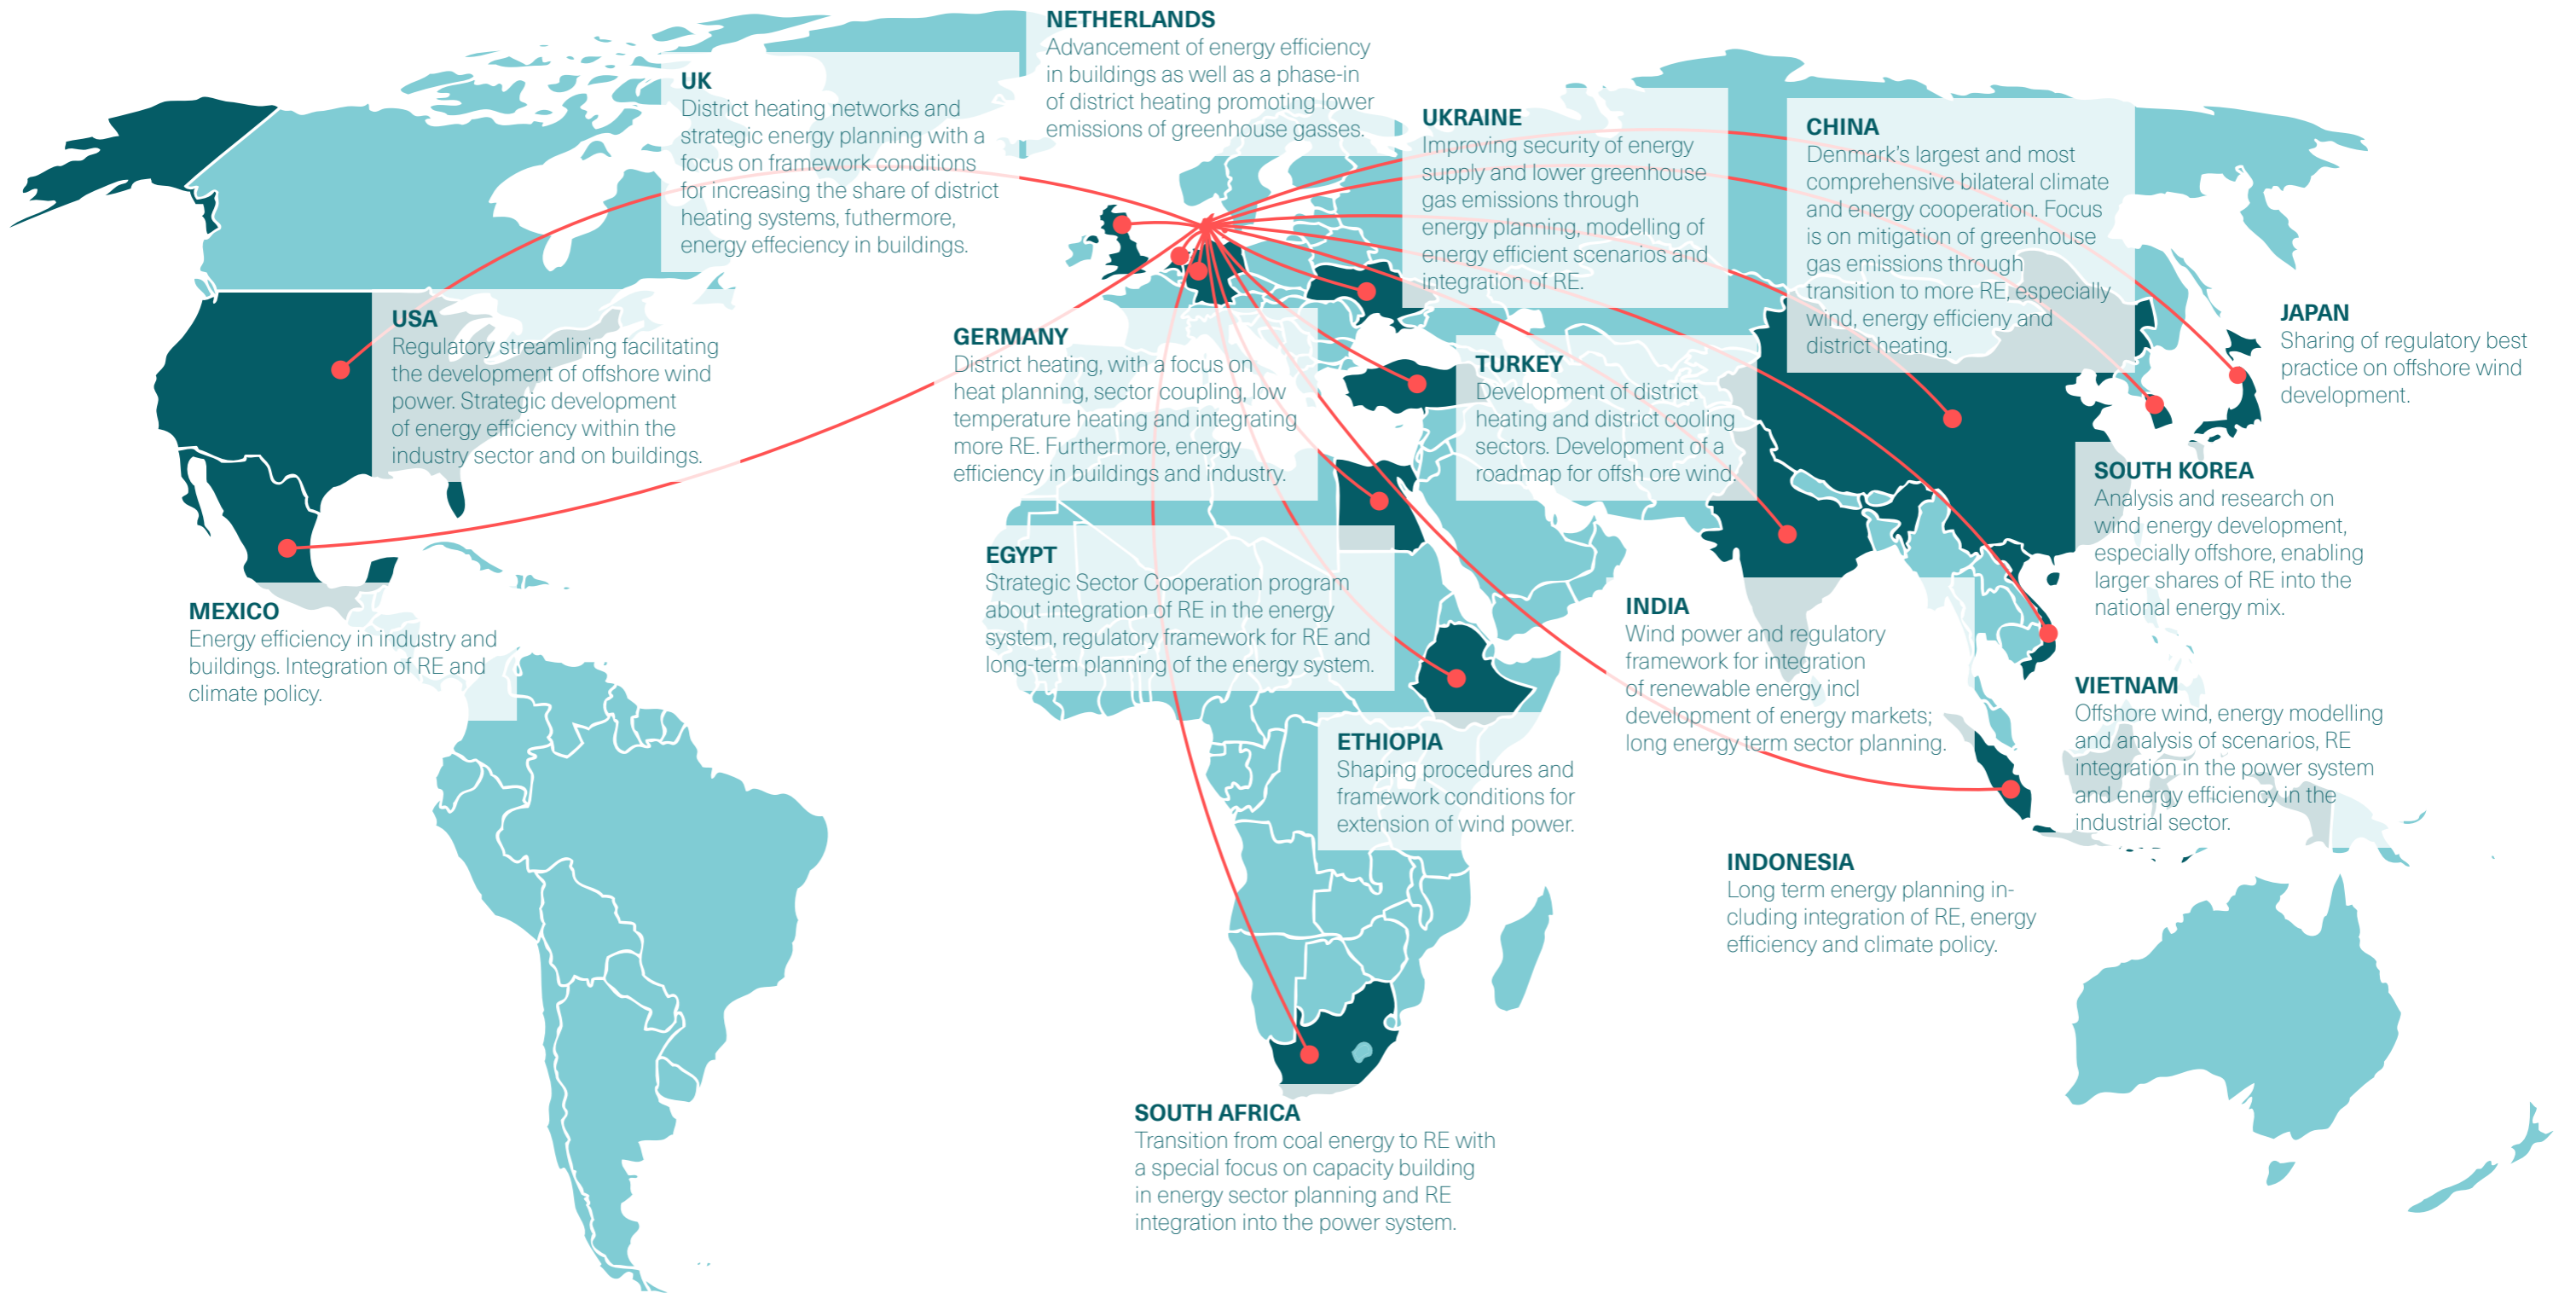 NETHERLANDS
Advancement of energy efficiency
in buildings as well as a phase-in
of district heating promoting lower
emissions of greenhouse gasses.
UK
District heating networks and
strategic energy planning with a
focus on framework conditions
for increasing the share of district
heating systems, futhermore,
energy effeciency in buildings.
UKRAINE
Improving security of energy
supply and lower greenhouse
gas emissions through
energy planning, modelling of
energy efficient scenarios and
integration of RE.
CHINA
Denmark's largest and most
comprehensive bilateral climate
and energy cooperation. Focus
is on mitigation of greenhouse
gas emissions through
transition to more RE, especially
wind, energy efficieny and
district heating.
USA
Regulatory streamlining facilitating
the development of offshore wind
power. Strategic development
of energy efficiency within the
industry sector and on buildings.
GERMANY
District heating, with a focus on
heat planning, sector coupling, low
temperature heating and integrating
more RE. Furthermore, energy
efficiency in buildings and industry.
TURKEY
Development of district
heating and district cooling
sectors. Development of a
roadmap for offsh ore wind.
JAPAN
Sharing of regulatory best
practice on offshore wind
development.
SOUTH KOREA
Analysis and research on
wind energy development,
especially offshore, enabling
larger shares of RE into the
national energy mix.
EGYPT
Strategic Sector Cooperation program
about integration of RE in the energy
system, regulatory framework for RE and
long-term planning of the energy system.
MEXICO
Energy efficiency in industry and
buildings. Integration of RE and
climate policy.
INDIA
Wind power and regulatory
framework for integration
of renewable energy incl
development of energy markets;
long energy term sector planning.
VIETNAM
Offshore wind, energy modelling
and analysis of scenarios, RE
integration in the power system
and energy efficiency in the
industrial sector.
ETHIOPIA
Shaping procedures and
framework conditions for
extension of wind power.
INDONESIA
Long term energy planning in-
cluding integration of RE, energy
efficiency and climate policy.
SOUTH AFRICA
Transition from coal energy to RE with
a special focus on capacity building
in energy sector planning and RE
integration into the power system.